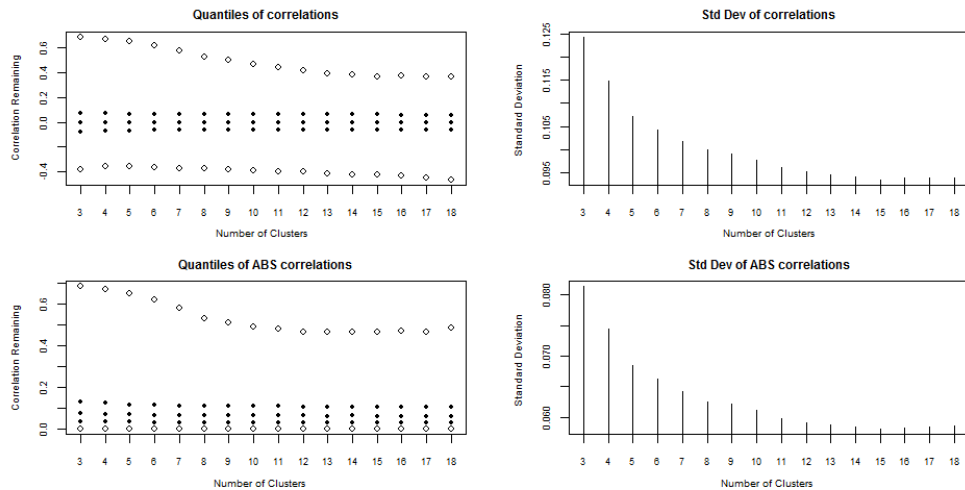 Quantiles of correlations
Correlation Remaining
0.6
0.4
0.0
-0.4
3 4 5 6 7 8 9 10 11 12 13 14 15 16 17 18
Number of Clusters
Std Dev of correlations
Standard Deviation
0.125
0.115
0.105
0.095
3 4 5 6 7 8 9 10 11 12 13 14 15 16 17 18
Number of Clusters
Quantiles of ABS correlations
Correlation Remaining
0.6
0.4
0.2
0.0
3 4 5 6 7 8 9 10 11 12 13 14 15 16 17 18
Number of Clusters
Std Dev of ABS correlations
Standard Deviation
0.080
0.070
0.060
3 4 5 6 7 8 9 10 11 12 13 14 15 16 17 18
Number of Clusters